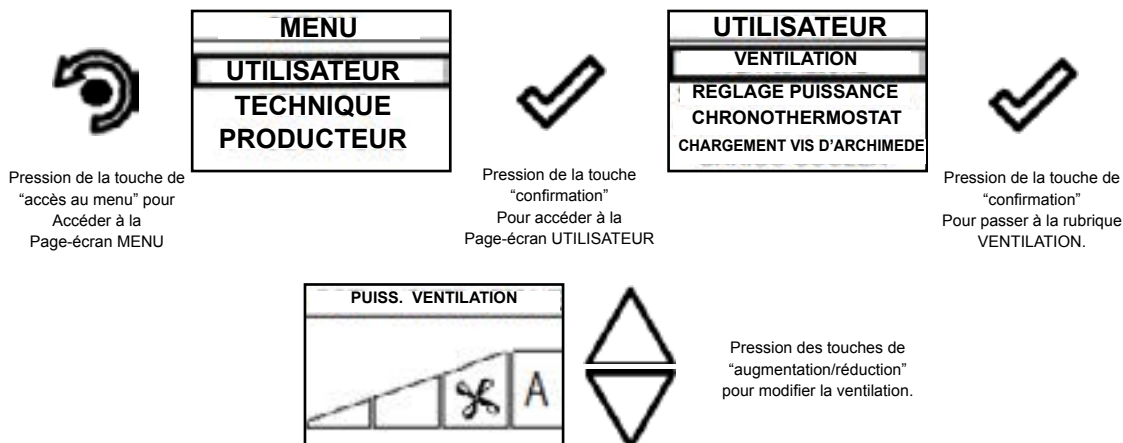 MENU
UTILISATEUR
TECHNIQUE
PRODUCTEUR
UTILISATEUR
VENTILATION
REGLAGE PUISSANCE
CHRONOTHERMOSTAT
CHARGEMENT VIS D’ARCHIMEDE
Pression de la touche de
“accès au menu” pour
Accéder à la
Page-écran MENU
Pression de la touche
“confirmation”
Pour accéder à la
Page-écran UTILISATEUR
Pression de la touche de
“confirmation”
Pour passer à la rubrique
VENTILATION.
PUISS. VENTILATION
A
Pression des touches de
“augmentation/réduction”
pour modifier la ventilation.